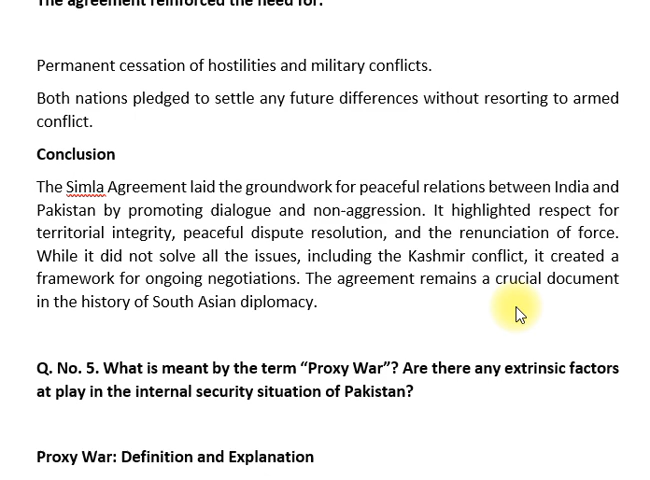 The agreement reinforced the need for:
Permanent cessation of hostilities and military conflicts.
Both nations pledged to settle any future differences without resorting to armed
conflict.
Conclusion
The Simla Agreement laid the groundwork for peaceful relations between India and
Pakistan by promoting dialogue and non-aggression. It highlighted respect for
territorial integrity, peaceful dispute resolution, and the renunciation of force.
While it did not solve all the issues, including the Kashmir conflict, it created a
framework for ongoing negotiations. The agreement remains a crucial document
in the history of South Asian diplomacy.
Q. No. 5. What is meant by the term “Proxy War”? Are there any extrinsic factors
at play in the internal security situation of Pakistan?
Proxy War: Definition and Explanation